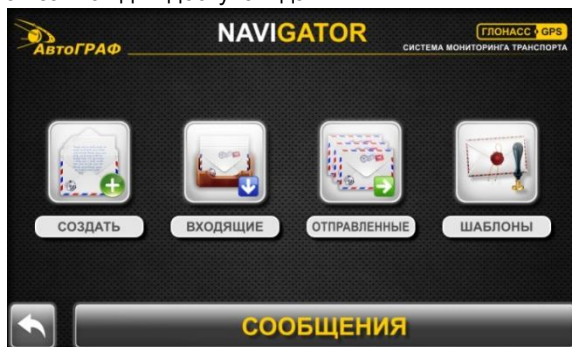 АвтоГРАФ
NAVIGATOR
ГЛОНАСС GPS
СИСТЕМА МОНИТОРИНГА ТРАНСПОРТА
СОЗДАТЬ
ВХОДЯЩИЕ
ОТПРАВЛЕННЫЕ
ШАБЛОНЫ
СООБЩЕНИЯ